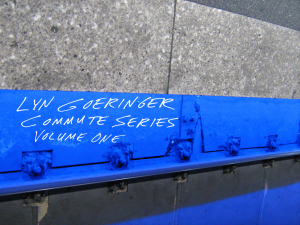 LYN GOERINGER
COMMUTE SERIES
VOLUME ONE